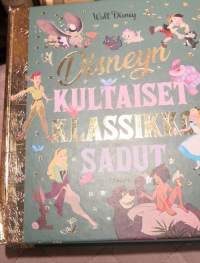 Walt Disney
Disneyn
KULTAISET
KLASSIKKO
SADUT